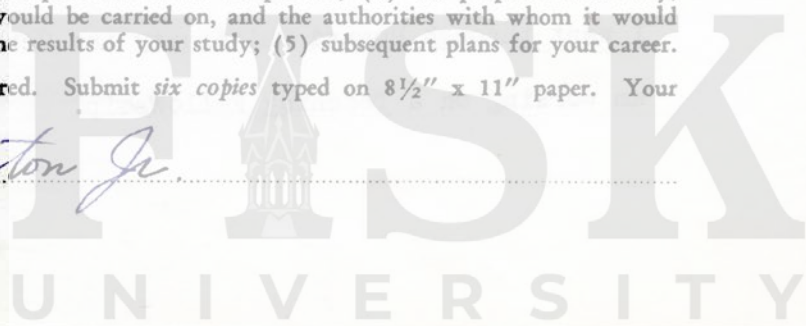 ould be carried on, and the authorities with whom it would
e results of your study; (5) subsequent plans for your career.
red. Submit six copies typed on 8½" x 11" paper. Your
ton Jr.
FISK
UNIVERSITY